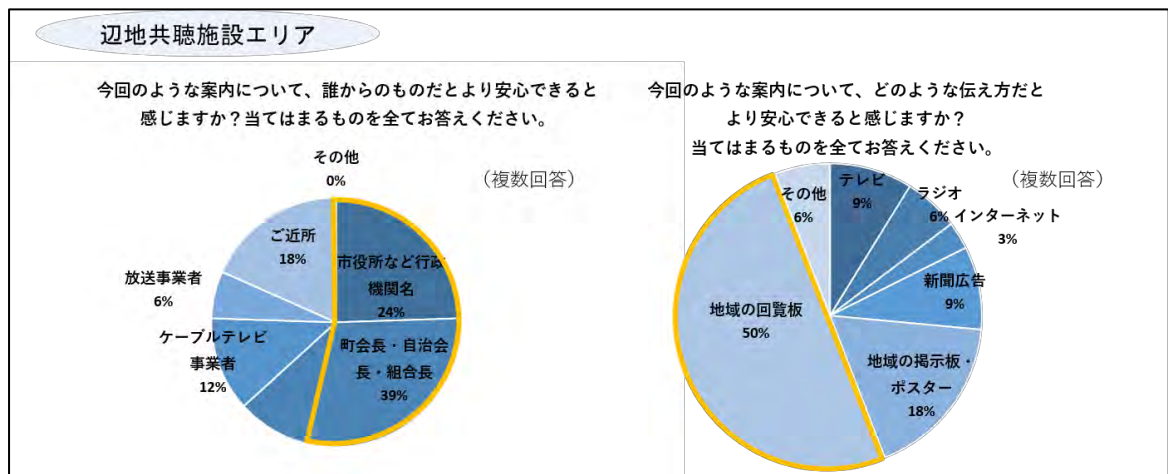 辺地共聴施設エリア
今回のような案内について、誰からのものだとより安心できると
感じますか？当てはまるものを全てお答えください。
（複数回答）
その他
0%
市役所など行政
機関名
24%
町会長・自治会
長・組合長
39%
ケーブルテレビ
事業者
12%
放送事業者
6%
ご近所
18%
今回のような案内について、どのような伝え方だと
より安心できると感じますか？
当てはまるものを全てお答えください。
（複数回答）
テレビ
9%
ラジオ
6%
インターネット
3%
新聞広告
9%
地域の掲示板・
ポスター
18%
地域の回覧板
50%
その他
6%